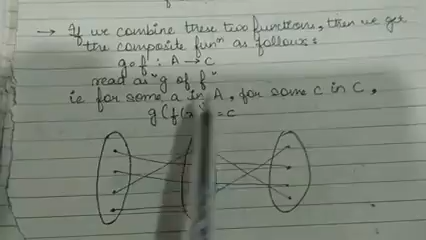 → If we combine these two functions, then we get
the composite funⁿ as follows:
gof : A → C
read as "g of f"
ie for some a in A, for some c in C,
g(f( = c